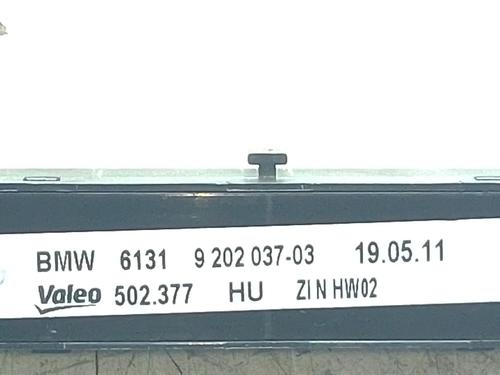 BMW 6131 9 202 037-03 19.05.11
Valeo 502.377 HU ZI N HW02